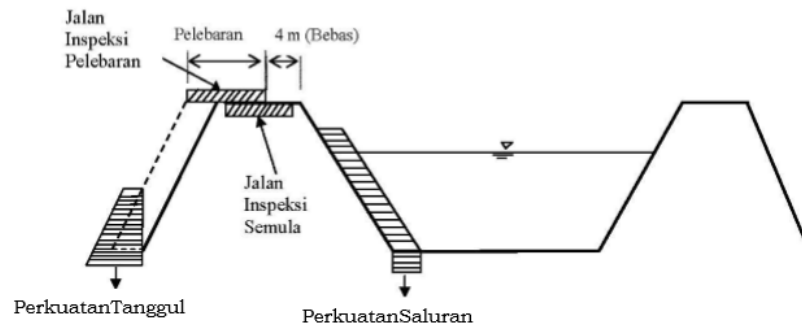 Jalan
Inspeksi
Pelebaran
Pelebaran
4 m (Bebas)
Jalan
Inspeksi
Semula
PerkuatanTanggul
PerkuatanSaluran